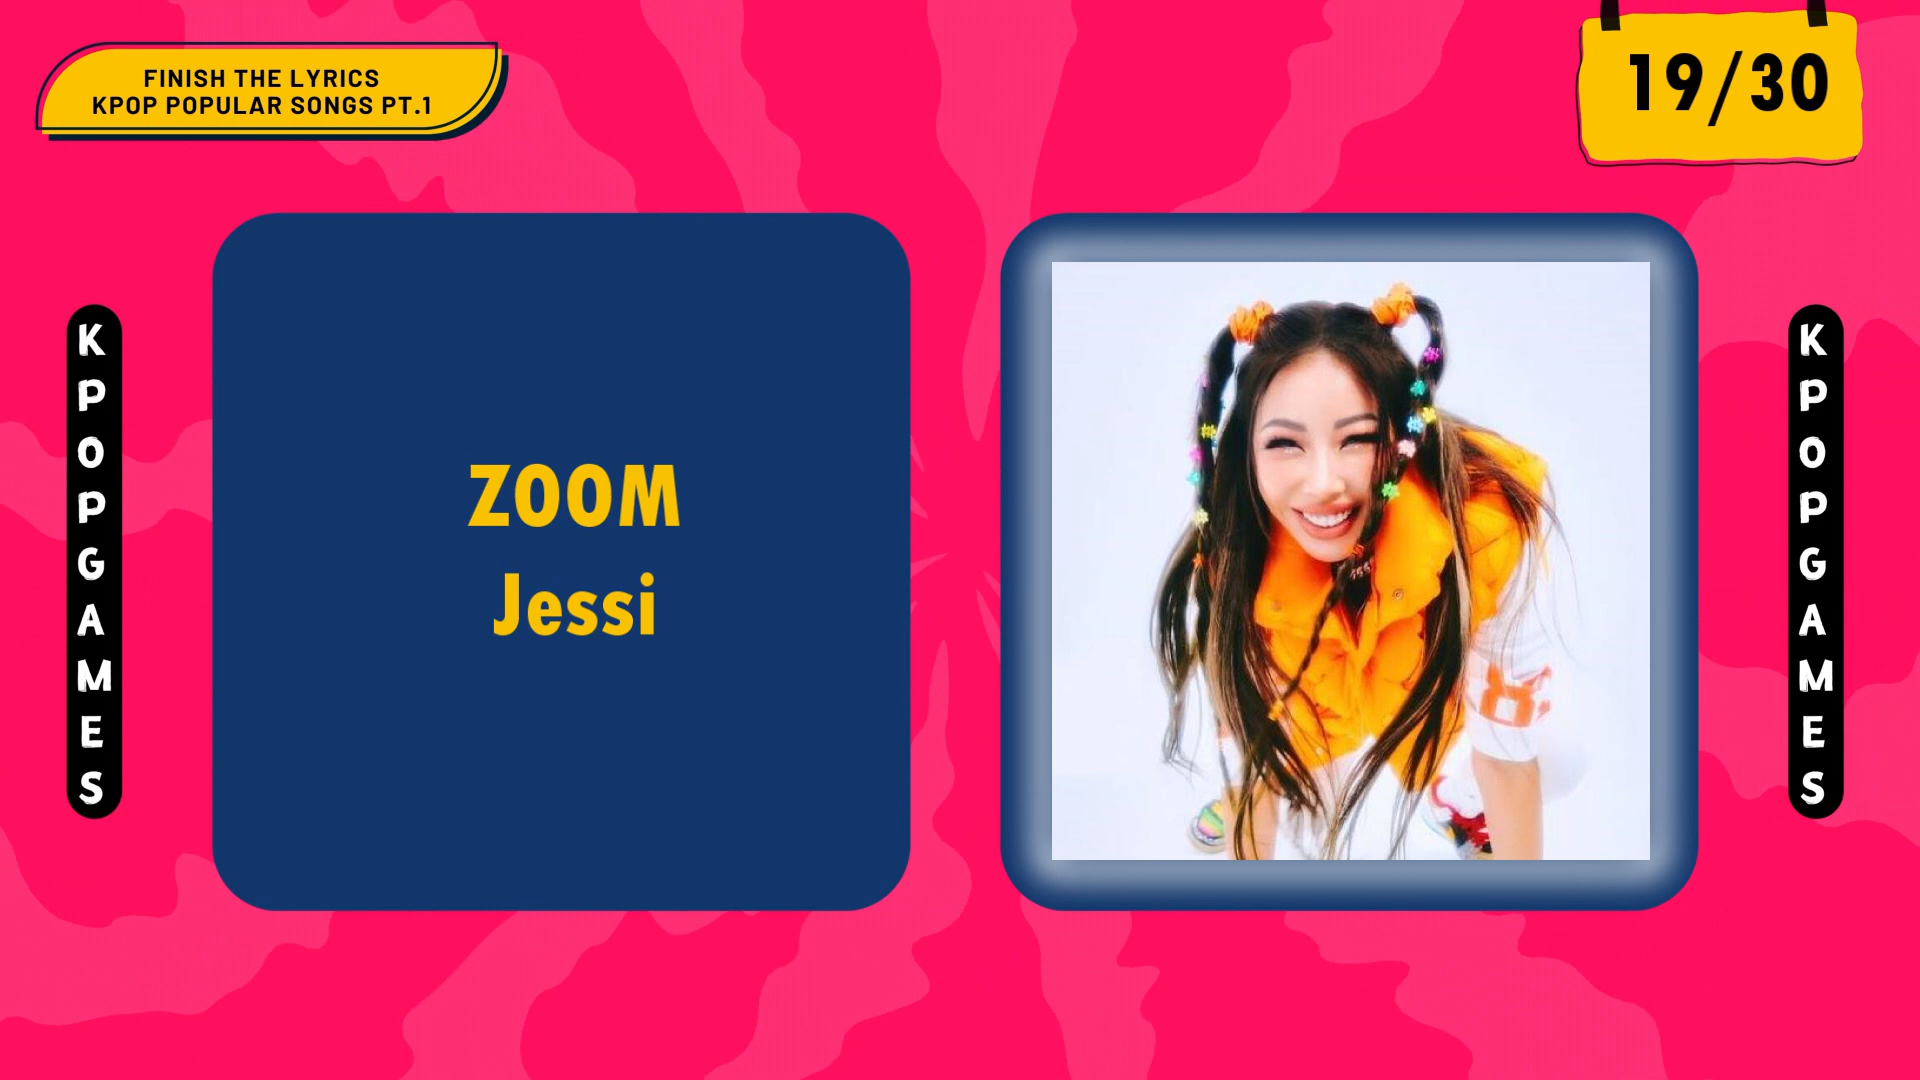 FINISH THE LYRICS
KPOP POPULAR SONGS PT.1
19/30
KPOPGAMES
ZOOM
Jessi
KPOPGAMES